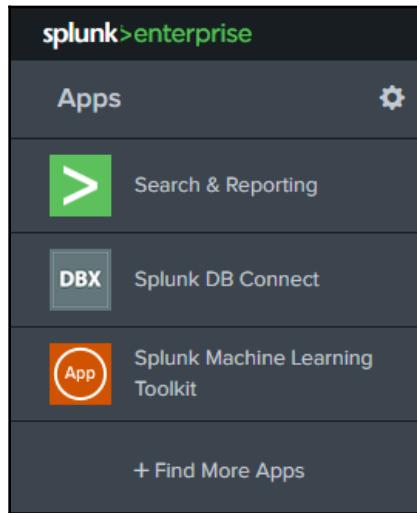 splunk>enterprise
Apps
> Search & Reporting
DBX Splunk DB Connect
App Splunk Machine Learning
Toolkit
+ Find More Apps